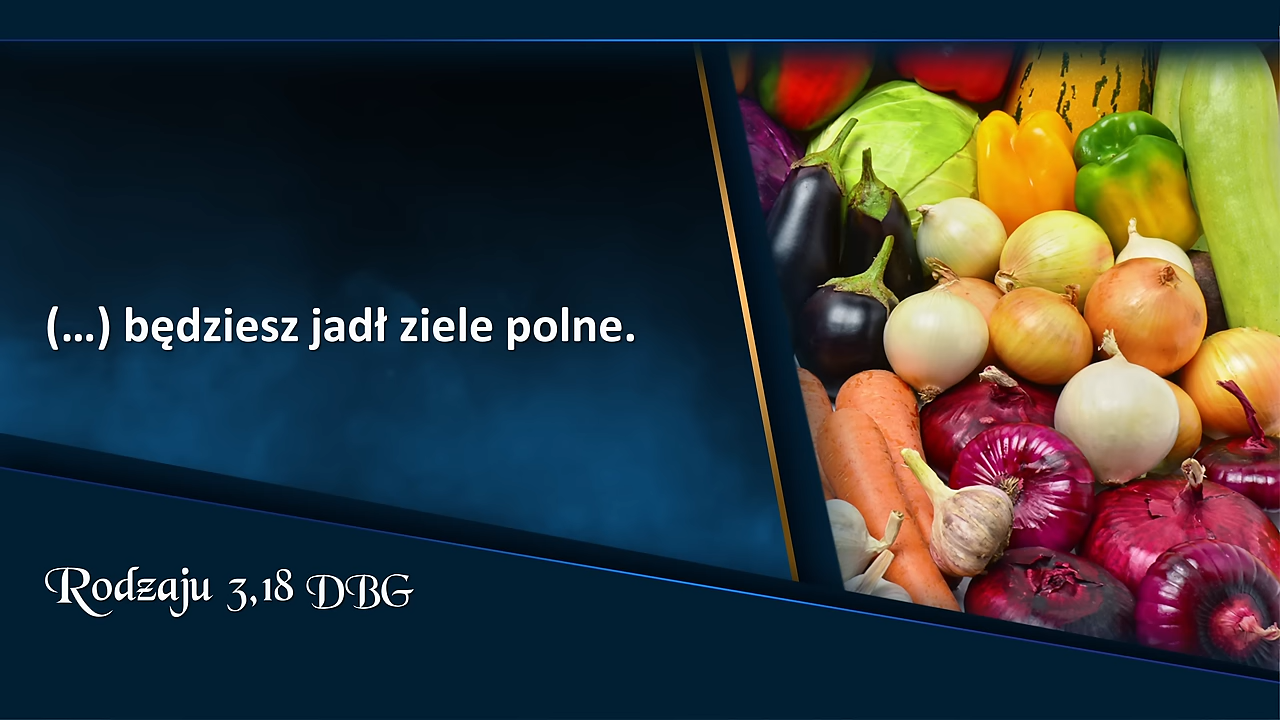 (...) będziesz jadł ziele polne.
Rodzaju 3,18 DBG